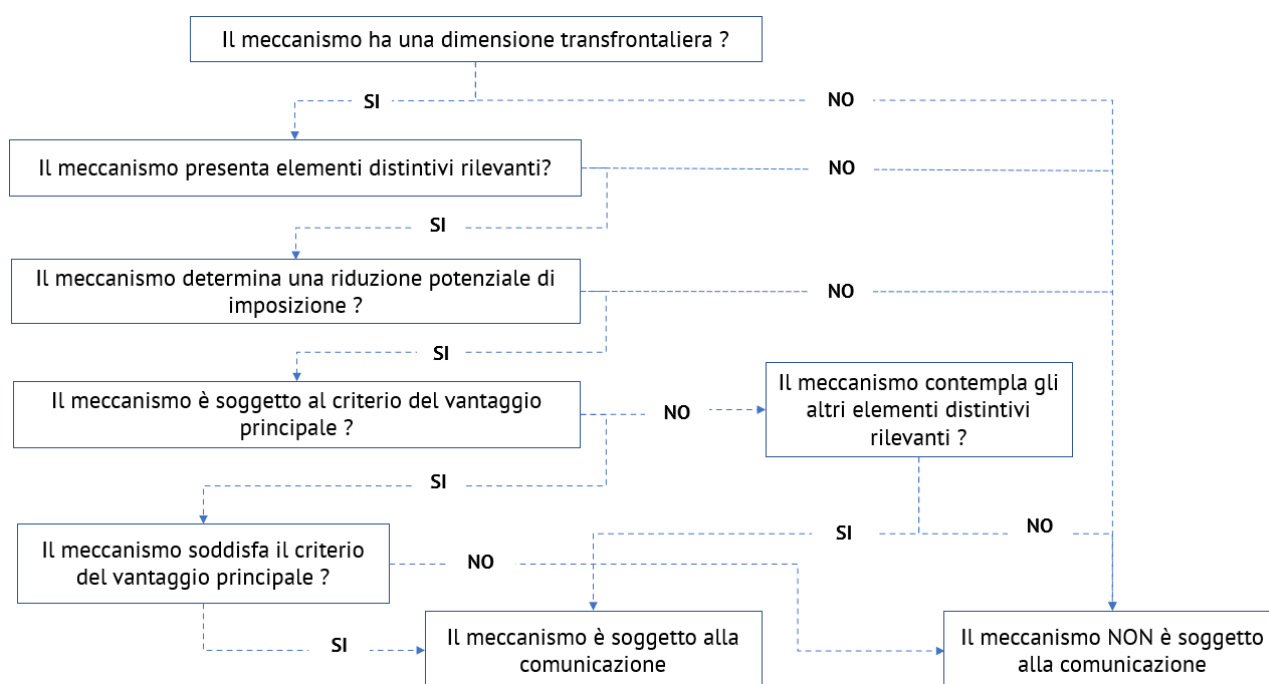 Il meccanismo ha una dimensione transfrontaliera ?
SI
NO
Il meccanismo presenta elementi distintivi rilevanti?
NO
SI
Il meccanismo determina una riduzione potenziale di
imposizione ?
NO
SI
Il meccanismo è soggetto al criterio del vantaggio
principale ?
NO
Il meccanismo contempla gli
altri elementi distintivi
rilevanti ?
SI
SI
NO
Il meccanismo soddisfa il criterio
del vantaggio principale ?
NO
SI
Il meccanismo è soggetto alla
comunicazione
Il meccanismo NON è soggetto
alla comunicazione